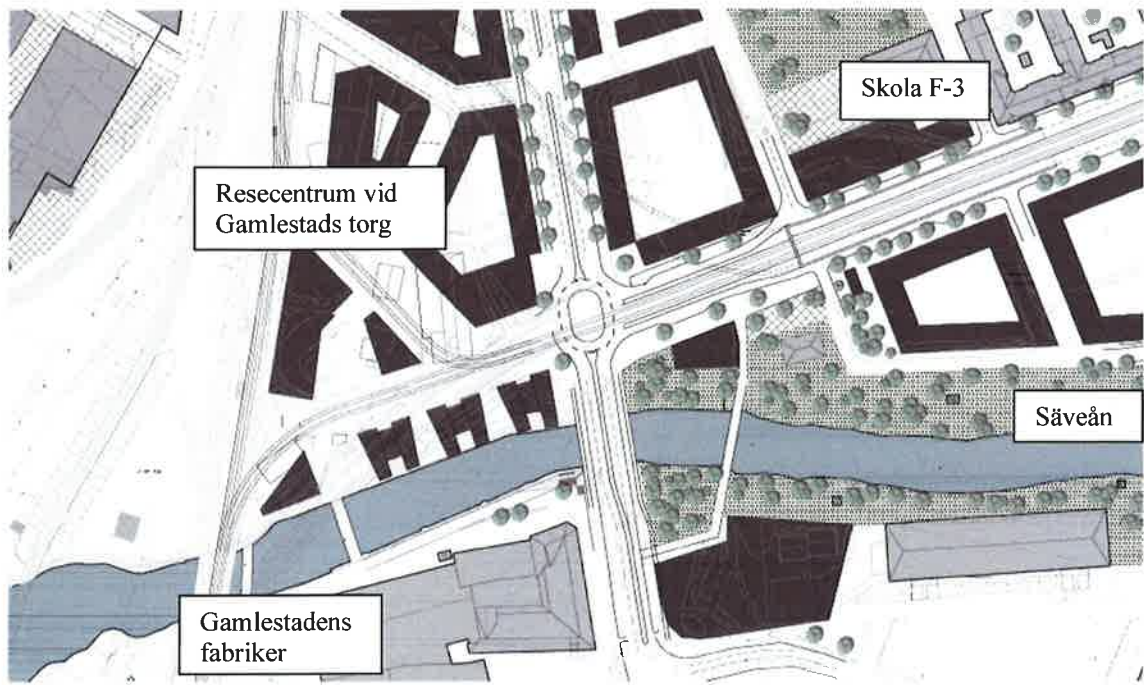 Skola F-3
Resecentrum vid
Gamlestads torg
Säveån
Gamlestadens
fabriker